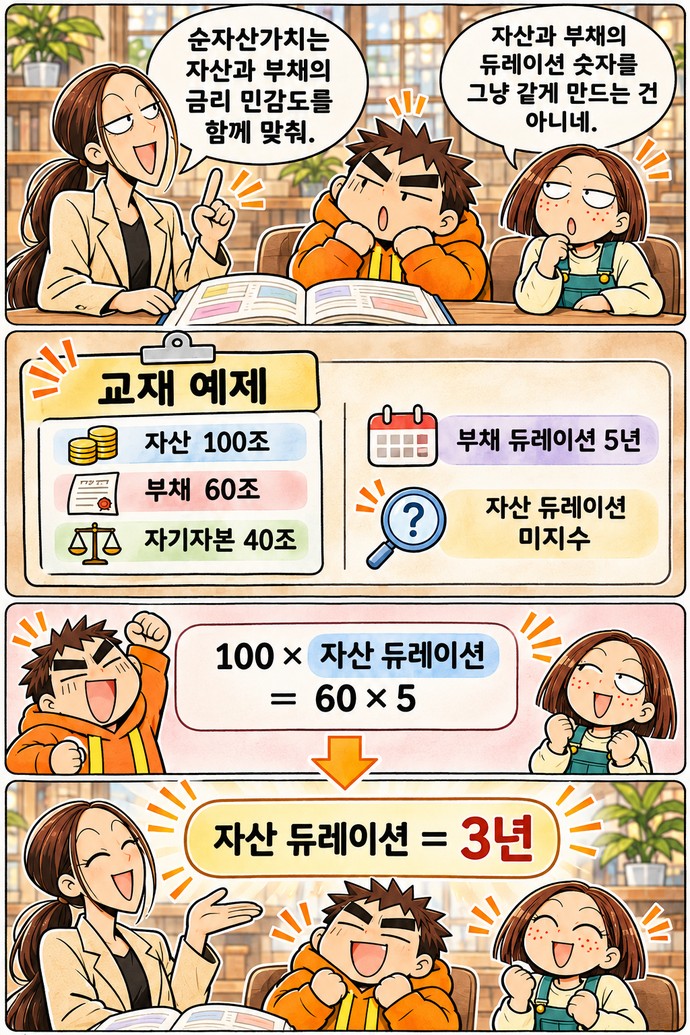 순자산가치는
자산과 부채의
금리 민감도를
함께 맞춰.
자산과 부채의
듀레이션 숫자를
그냥 같게 만드는 건
아니네.
교재 예제
자산 100조
부채 60조
자기자본 40조
부채 듀레이션 5년
?
자산 듀레이션
미지수
100 × 자산 듀레이션
= 60 × 5
자산 듀레이션 = 3년